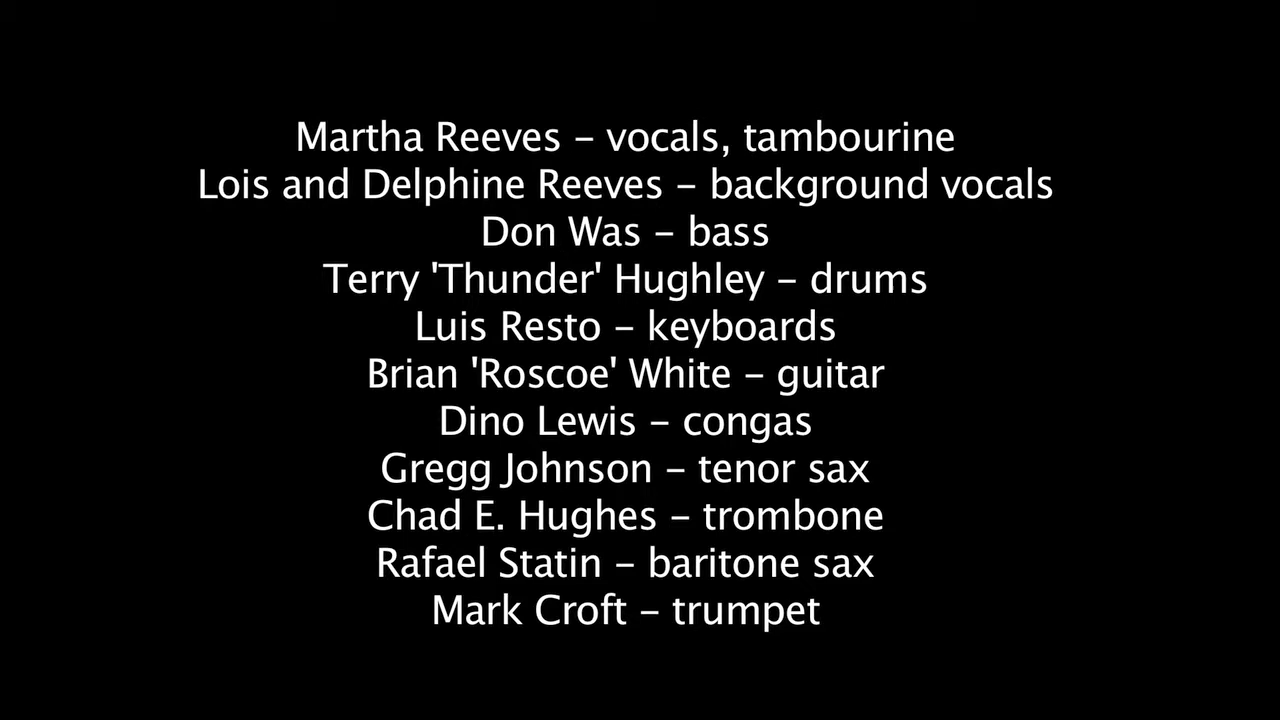 Martha Reeves – vocals, tambourine
Lois and Delphine Reeves – background vocals
Don Was – bass
Terry 'Thunder' Hughley – drums
Luis Resto – keyboards
Brian 'Roscoe' White – guitar
Dino Lewis – congas
Gregg Johnson – tenor sax
Chad E. Hughes – trombone
Rafael Statin – baritone sax
Mark Croft – trumpet